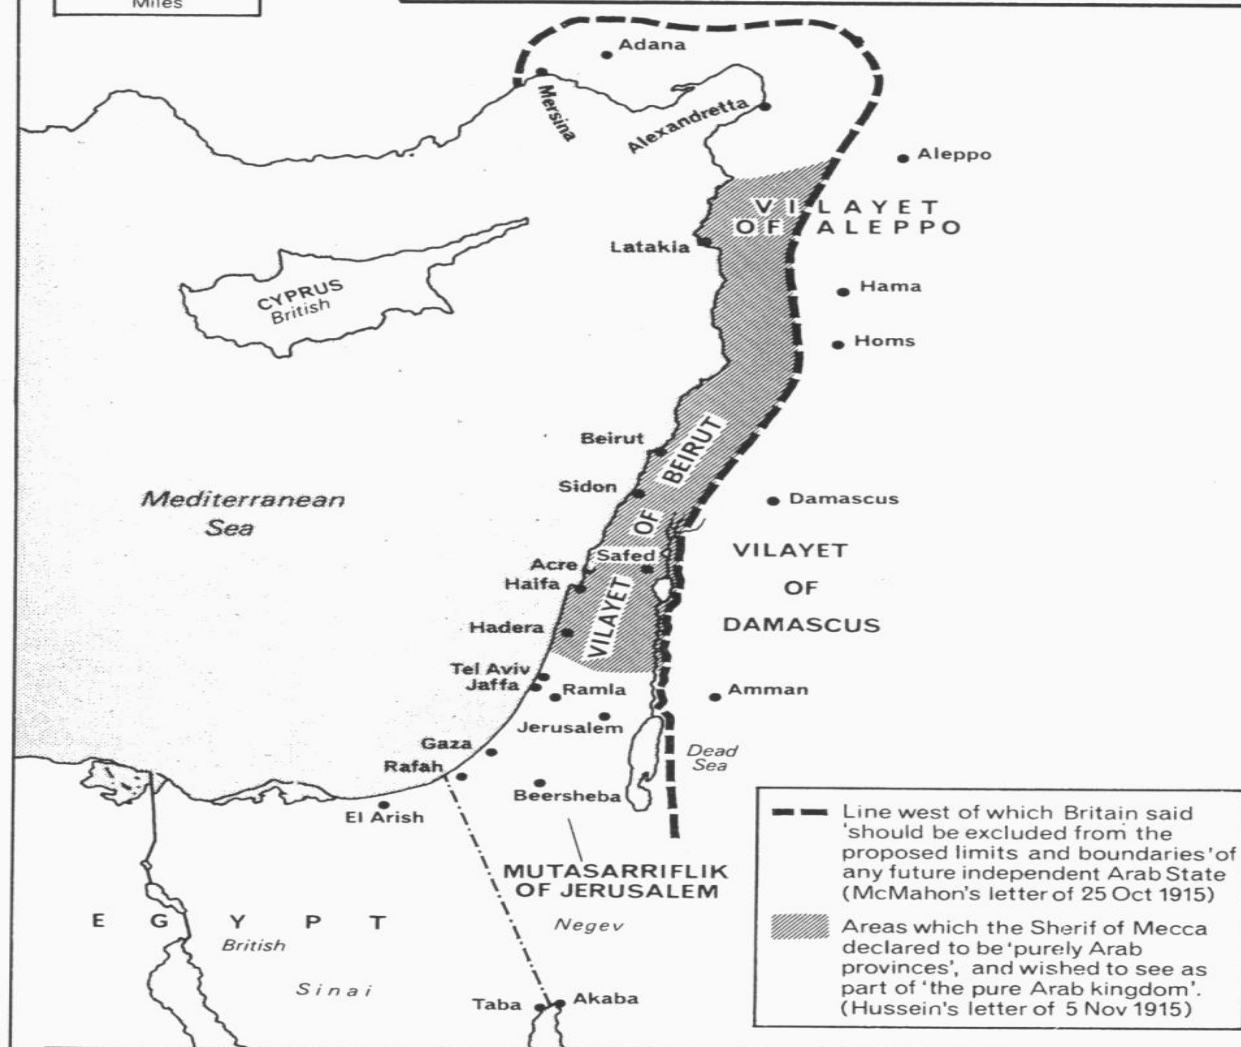 Miles
Adana
Mersina
Alexandretta
Aleppo
VILAYET
OF ALEPPO
Latakia
CYPRUS
British
Hama
Homs
Beirut
Sidon
Mediterranean
Sea
Damascus
VILAYET OF BEIRUT
Safed
Acre
Haifa
VILAYET
OF
DAMASCUS
Hadera
Tel Aviv
Jaffa
Ramla
Amman
Jerusalem
Gaza
Dead
Sea
Rafah
Beersheba
El Arish
MUTASARRIFLIK
OF JERUSALEM
EGYPT
British
Negev
Sinai
Taba
Akaba
Line west of which Britain said
'should be excluded from the
proposed limits and boundaries' of
any future independent Arab State
(McMahon's letter of 25 Oct 1915)
Areas which the Sherif of Mecca
declared to be 'purely Arab
provinces', and wished to see as
part of 'the pure Arab kingdom'.
(Hussein's letter of 5 Nov 1915)